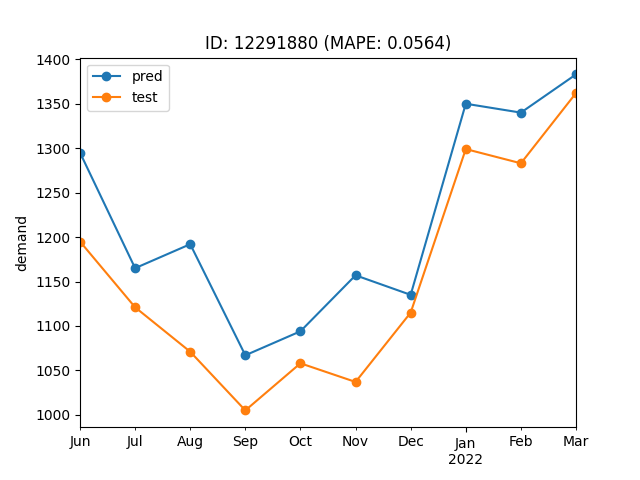 ID: 12291880 (MAPE: 0.0564)
pred
test
demand
1400
1350
1300
1250
1200
1150
1100
1050
1000
Jun Jul Aug Sep Oct Nov Dec Jan Feb Mar
2022